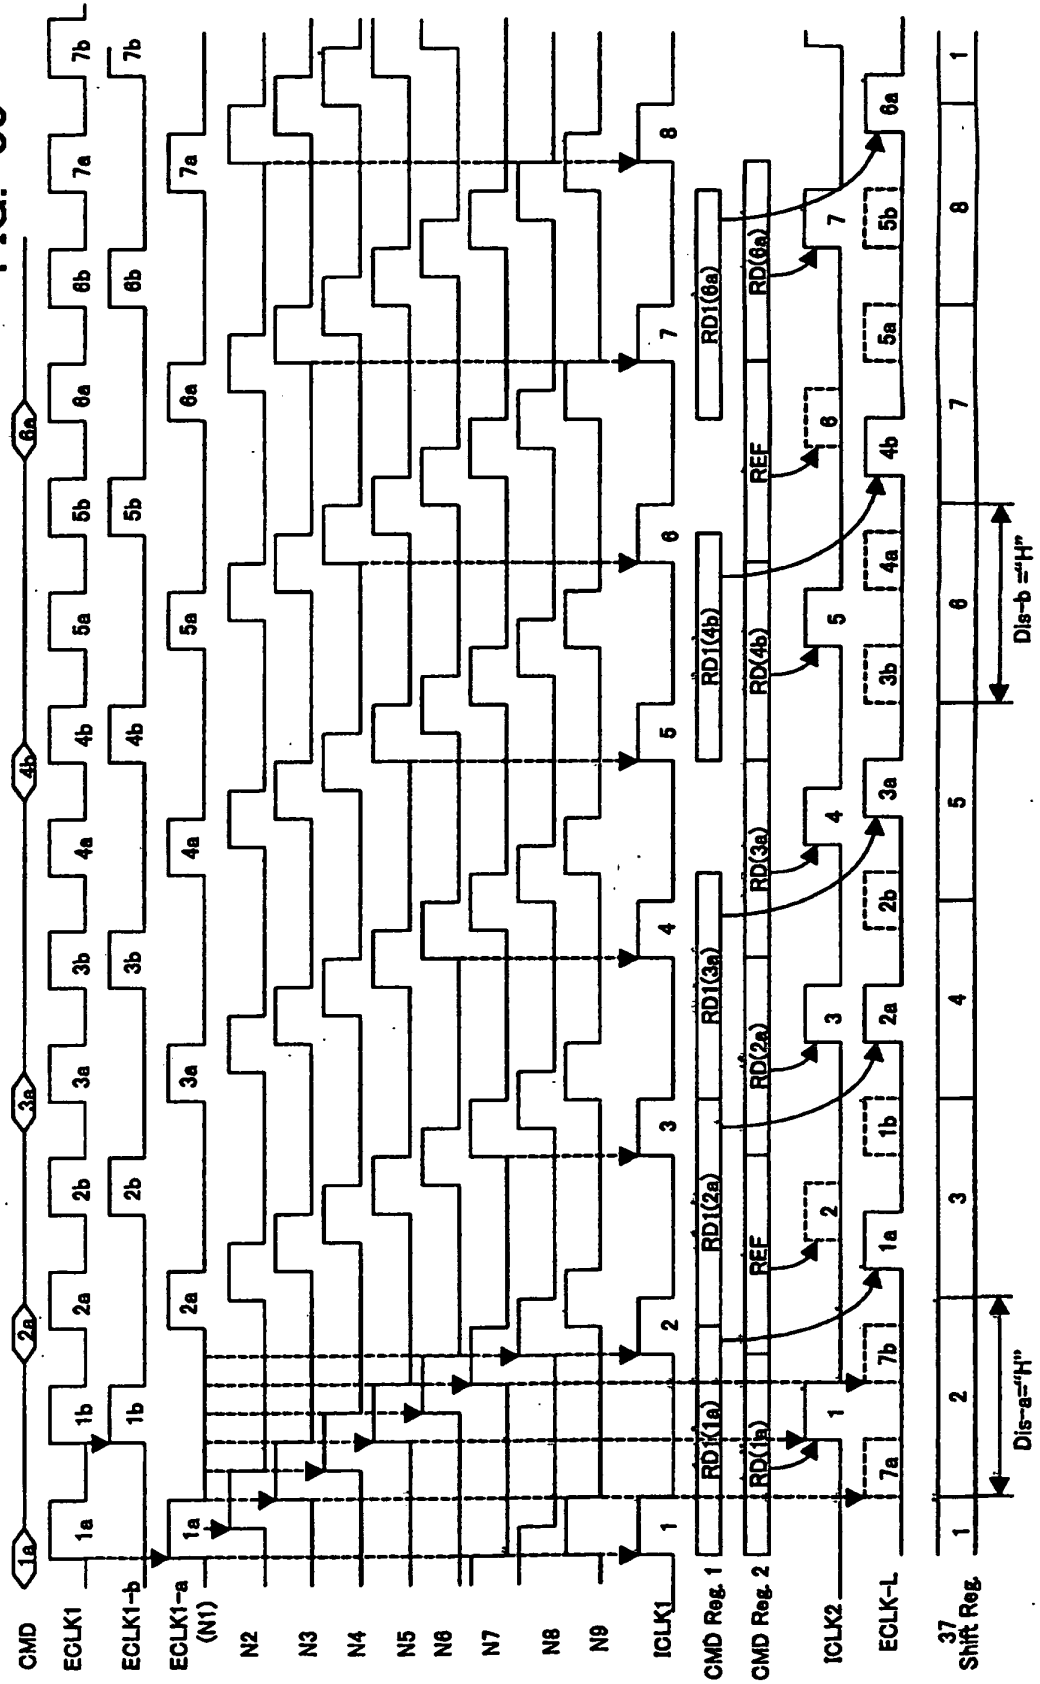 CMD 1a 2a 3a 4b 6a
ECLK1 1a 1b 2a 2b 3a 3b 4a 4b 5a 5b 6a 6b 7a 7b
ECLK1-b 1b 2b 3b 4b 5b 6b 7b
ECLK1-a (N1) 1a 2a 3a 4a 5a 6a 7a
N2
N3
N4
N5
N6
N7
N8
N9
ICLK1 1 2 3 4 5 6 7 8
CMD Reg. 1 RD1(1a) RD1(2a) RD1(3a) RD1(4b) RD1(6a)
CMD Reg. 2 RD(1a) REF RD(2a) RD(3a) RD(4b) REF RD(6a)
ICLK2 1 2 3 4 5 6 7
ECLK-L 7a 7b 1a 1b 2a 2b 3a 3b 4a 4b 5a 5b 6a
37
Shift Reg. 1 2 3 4 5 6 7 8 1
Dis-a="H" Dis-b="H"